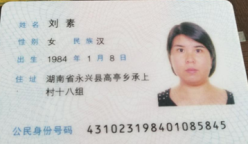 姓名 刘素
性别 女 民族 汉
出生 1984 年 1 月 8 日
住址 湖南省永兴县高亭乡承上
村十八组
公民身份号码 431023198401085845